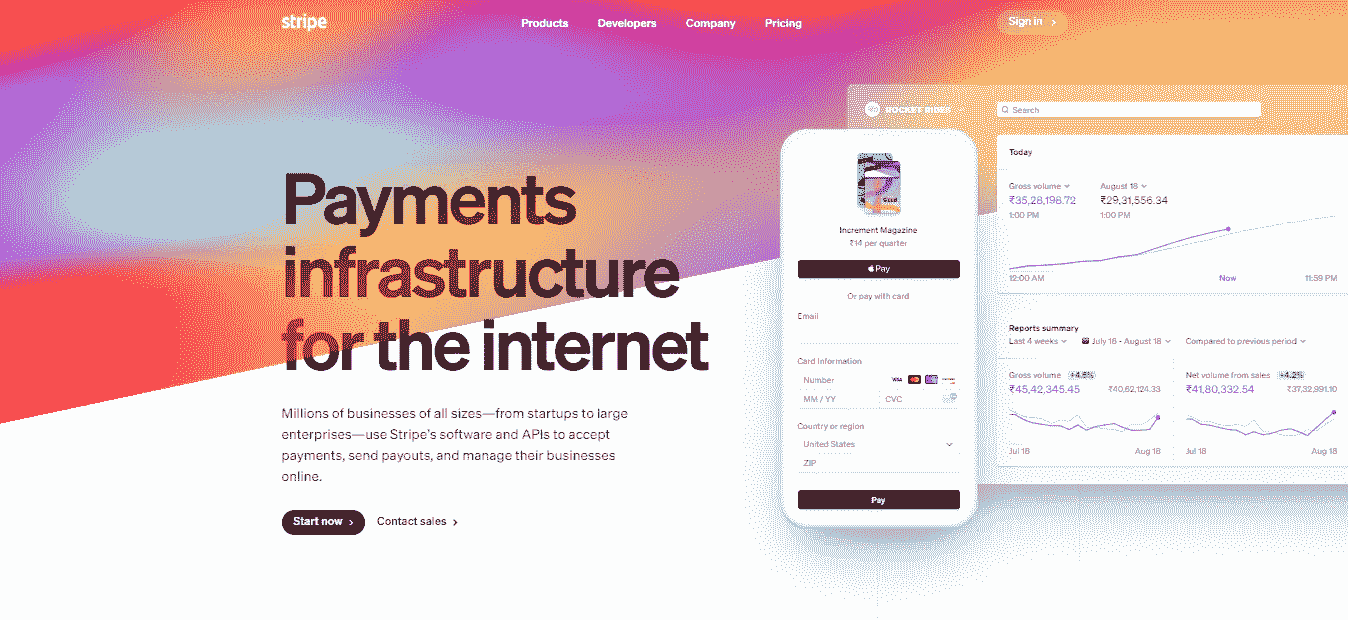 stripe
Products Developers Company Pricing
Sign in
Payments
infrastructure
for the internet
Millions of businesses of all sizes—from startups to large
enterprises—use Stripe's software and APIs to accept
payments, send payouts, and manage their businesses
online.
Start now
Contact sales
Increment Magazine
₹14 per quarter
Pay
Or pay with card
Email
Card Information
Number
VISA
MM / YY
CVC
Country or region
United States
ZIP
Pay
ROCKET RIDES
Search
Today
Gross volume
August 18
₹35,28,198.72
₹29,31,556.34
1:00 PM
1:00 PM
12:00 AM
Now
11:59 PM
Reports summary
Last 4 weeks
July 16 - August 18
Compared to previous period
Gross volume +4.6%
₹45,42,345.45
₹40,62,124.33
Jul 18
Aug 18
Net volume from sales +4.2%
₹41,80,332.54
₹37,32,991.10
Jul 18
Aug 18